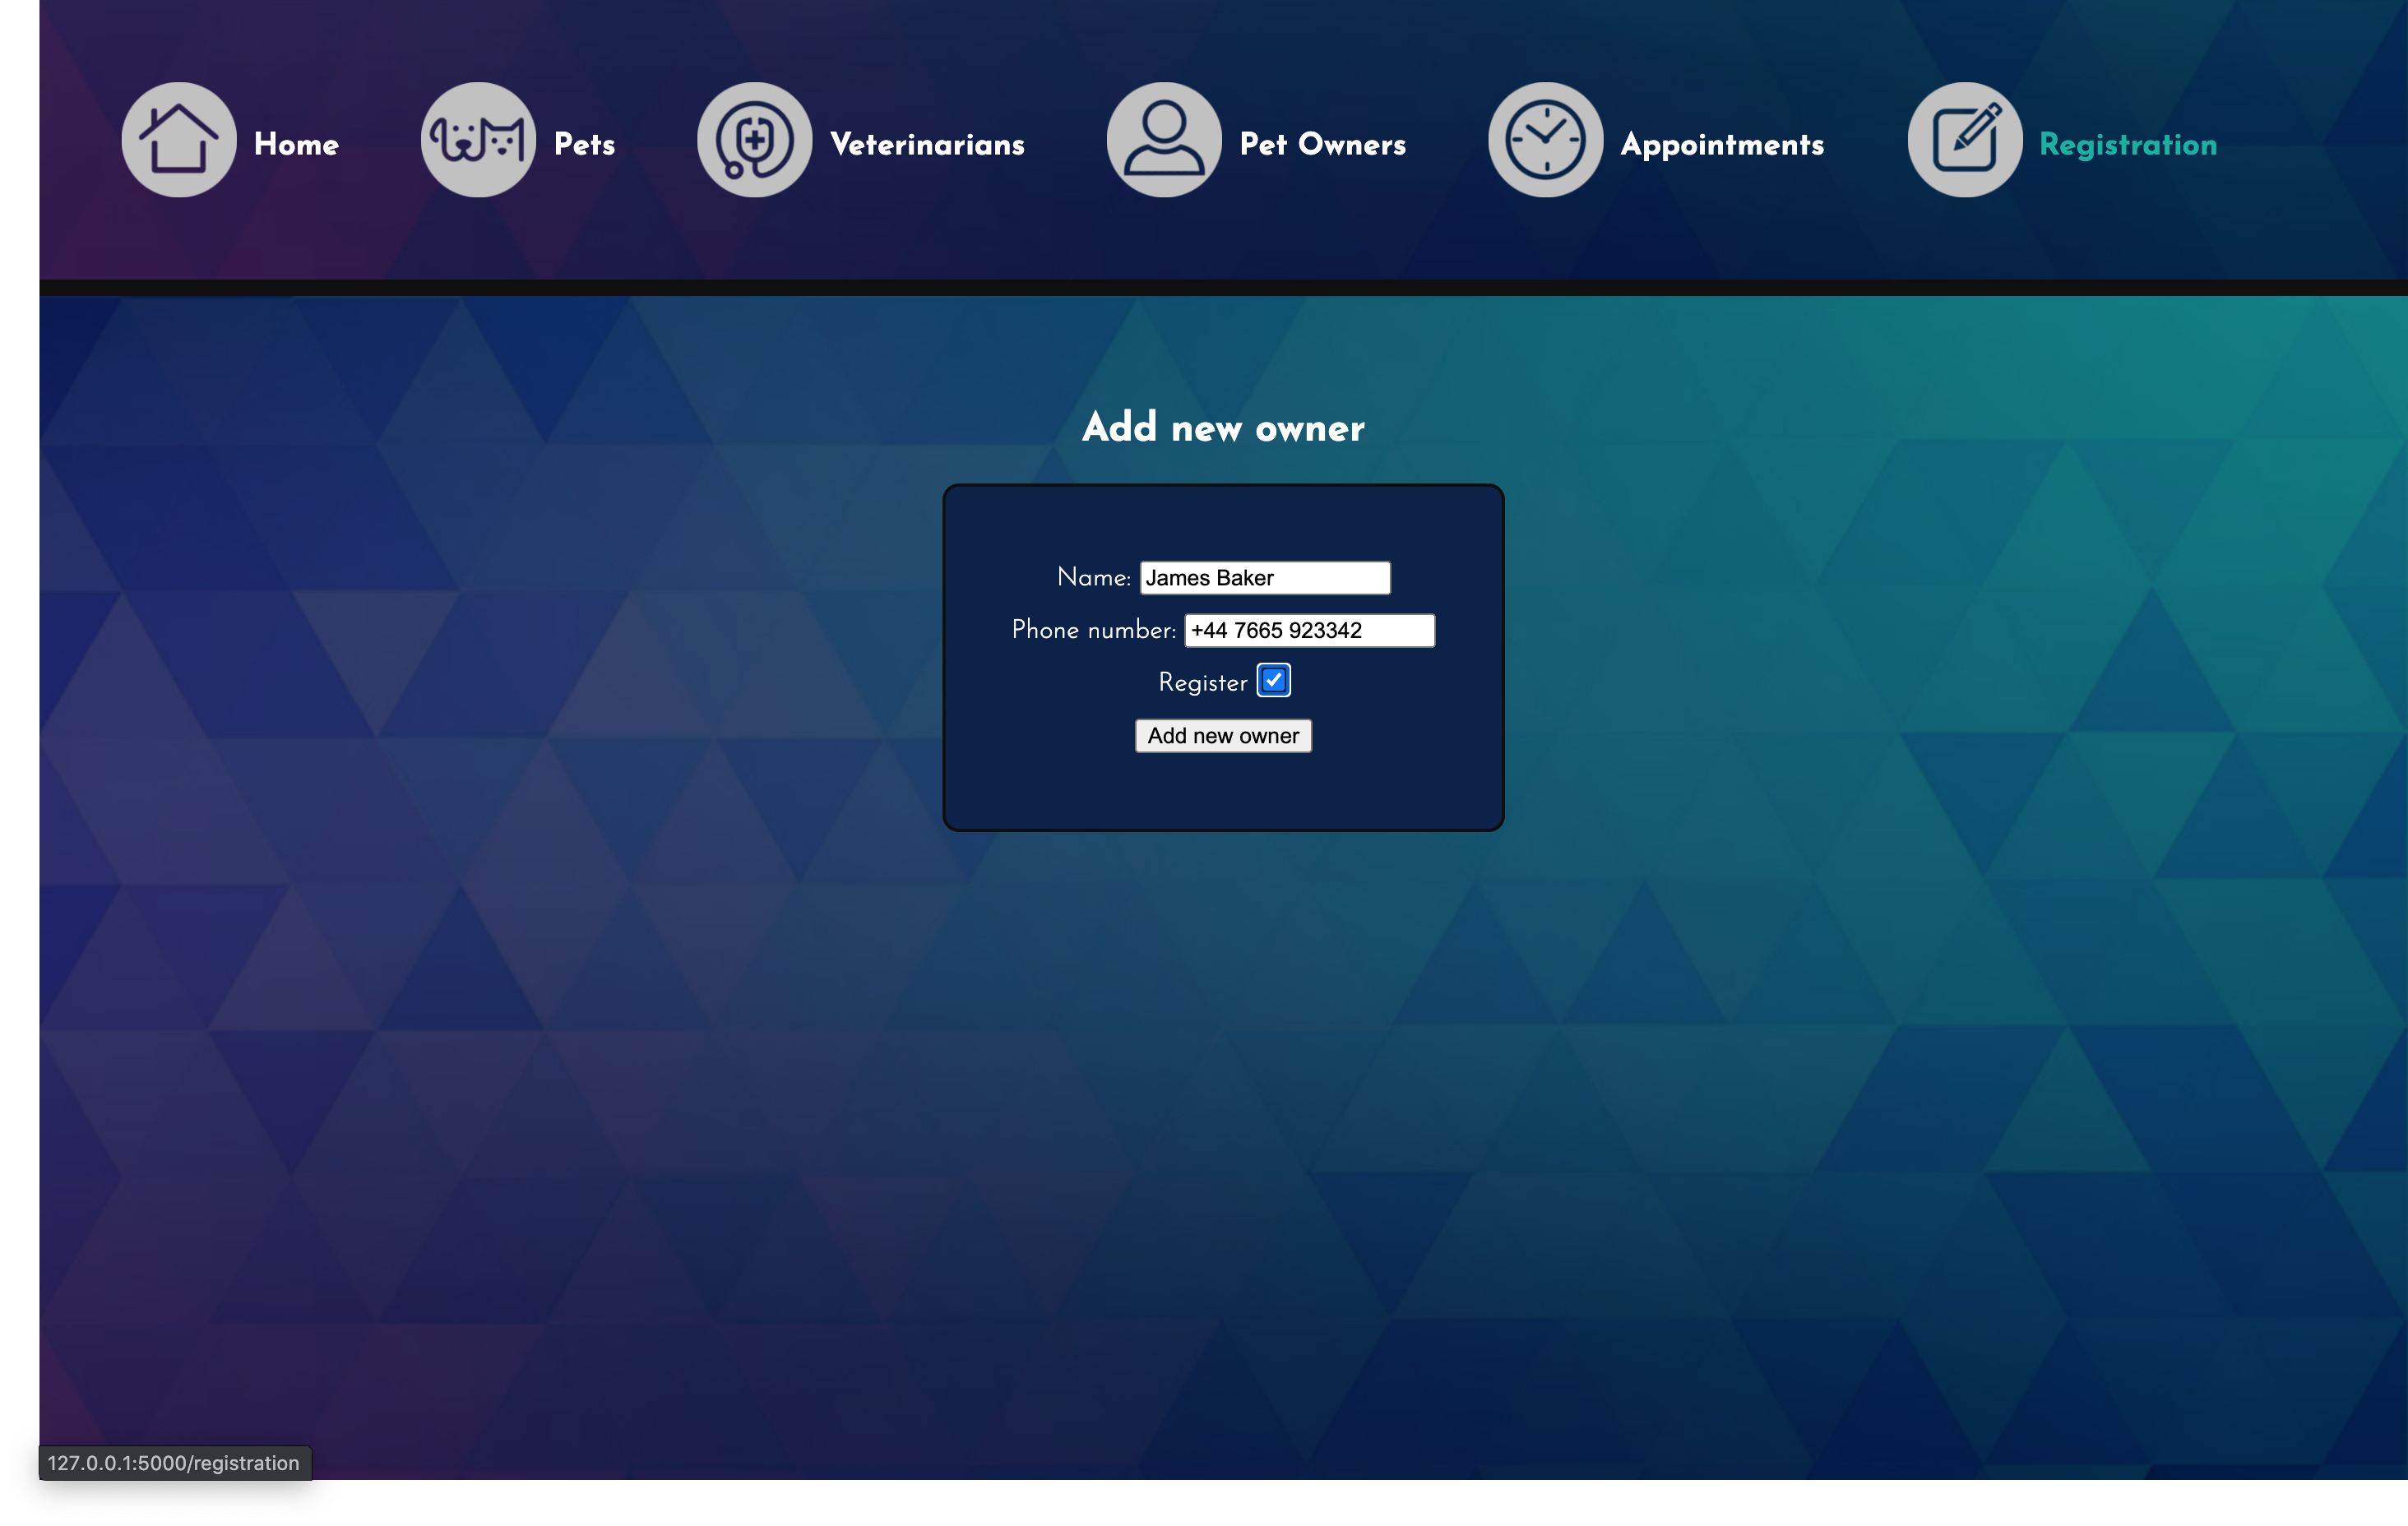 Home Pets Veterinarians Pet Owners Appointments Registration
Add new owner
Name: James Baker
Phone number: +44 7665 923342
Register
Add new owner
127.0.0.1:5000/registration